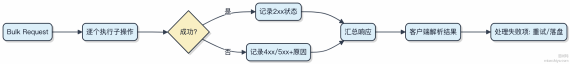 Bulk Request
逐个执行子操作
成功?
是
否
记录2xx状态
记录4xx/5xx+原因
汇总响应
客户端解析结果
处理失败项: 重试/落盘